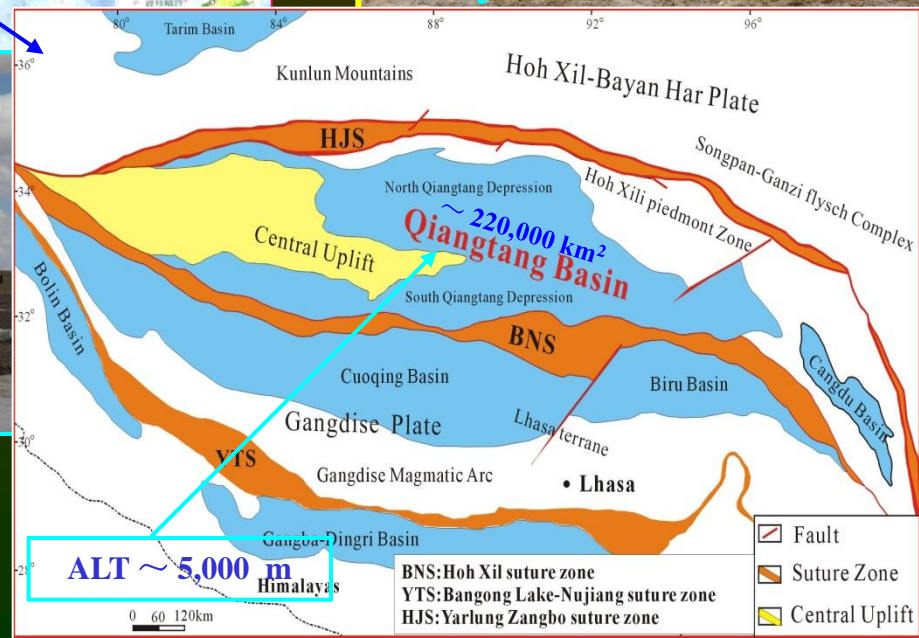 80°
88°
92°
96°
Tarim Basin
36°
Kunlun Mountains
Hoh Xil-Bayan Har Plate
HJS
Songpan-Ganzi flysch Complex
34°
North Qiangtang Depression
Hoh Xili piedmont Zone
~ 220,000 km²
Qiangtang Basin
Central Uplift
South Qiangtang Depression
Bolin Basin
32°
BNS
Cuoqing Basin
Biru Basin
Cangdu Basin
Gangdise Plate
Lhasa terrane
30°
YTS
Gangdise Magmatic Arc
Lhasa
Gangba-Dingri Basin
Fault
ALT ~ 5,000 m
28°
Himalayas
BNS:Hoh Xil suture zone
Suture Zone
YTS:Bangong Lake-Nujiang suture zone
0 60 120km
HJS:Yarlung Zangbo suture zone
Central Uplift